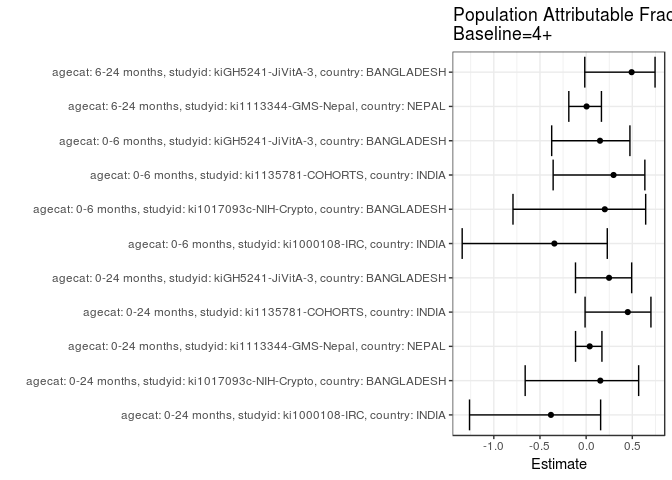 Population Attributable Frac
Baseline=4+
agecat: 6-24 months, studyid: kiGH5241-JiVitA-3, country: BANGLADESH
agecat: 6-24 months, studyid: ki1113344-GMS-Nepal, country: NEPAL
agecat: 0-6 months, studyid: kiGH5241-JiVitA-3, country: BANGLADESH
agecat: 0-6 months, studyid: ki1135781-COHORTS, country: INDIA
agecat: 0-6 months, studyid: ki1017093c-NIH-Crypto, country: BANGLADESH
agecat: 0-6 months, studyid: ki1000108-IRC, country: INDIA
agecat: 0-24 months, studyid: kiGH5241-JiVitA-3, country: BANGLADESH
agecat: 0-24 months, studyid: ki1135781-COHORTS, country: INDIA
agecat: 0-24 months, studyid: ki1113344-GMS-Nepal, country: NEPAL
agecat: 0-24 months, studyid: ki1017093c-NIH-Crypto, country: BANGLADESH
agecat: 0-24 months, studyid: ki1000108-IRC, country: INDIA
-1.0 -0.5 0.0 0.5
Estimate